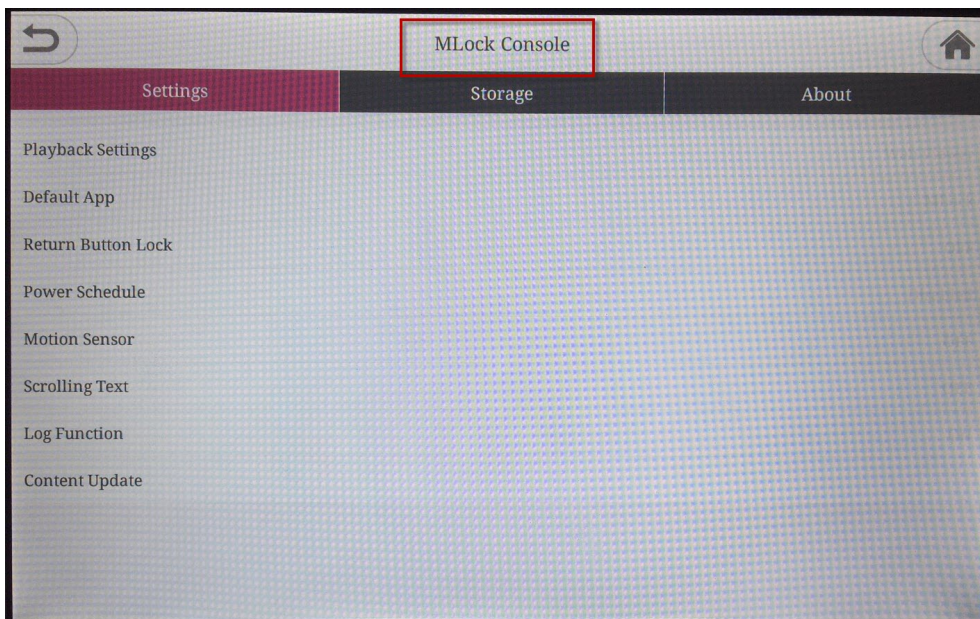 MLock Console
Settings
Storage
About
Playback Settings
Default App
Return Button Lock
Power Schedule
Motion Sensor
Scrolling Text
Log Function
Content Update